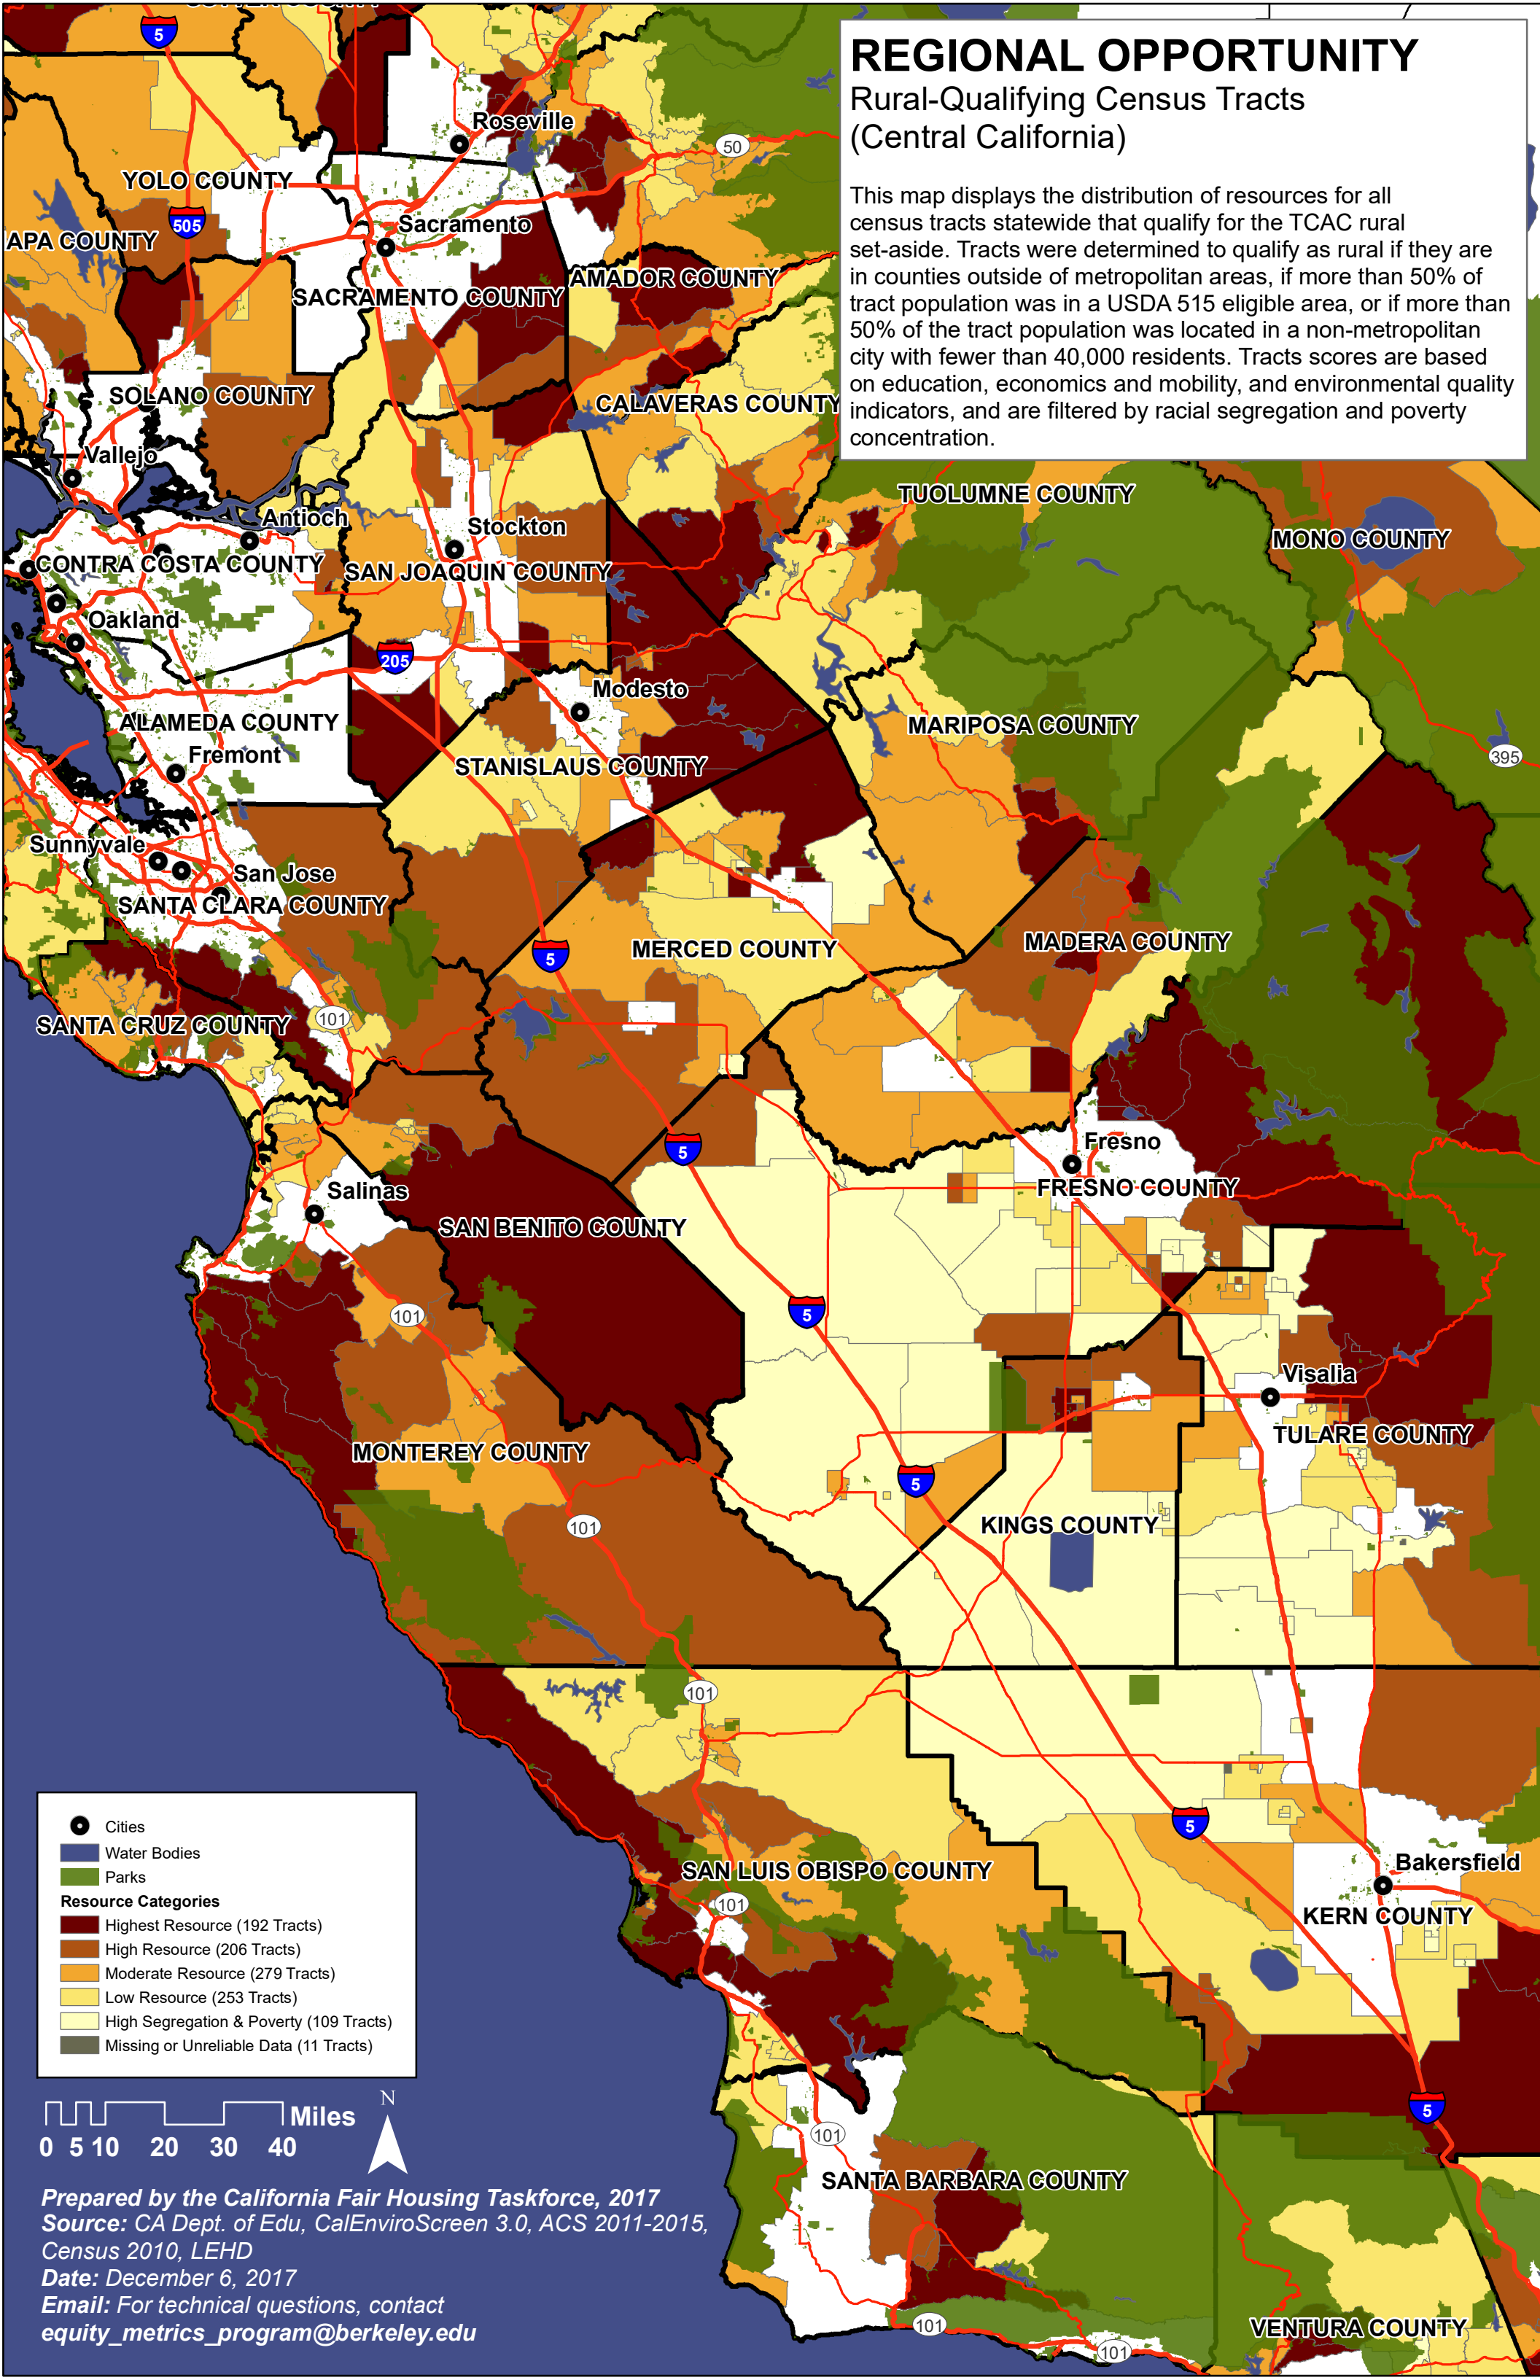 REGIONAL OPPORTUNITY
Rural-Qualifying Census Tracts
(Central California)
This map displays the distribution of resources for all
census tracts statewide that qualify for the TCAC rural
set-aside. Tracts were determined to qualify as rural if they are
in counties outside of metropolitan areas, if more than 50% of
tract population was in a USDA 515 eligible area, or if more than
50% of the tract population was located in a non-metropolitan
city with fewer than 40,000 residents. Tracts scores are based
on education, economics and mobility, and environmental quality
indicators, and are filtered by racial segregation and poverty
concentration.
5
Roseville
50
YOLO COUNTY
505
Sacramento
APA COUNTY
AMADOR COUNTY
SACRAMENTO COUNTY
SOLANO COUNTY
CALAVERAS COUNTY
Vallejo
TUOLUMNE COUNTY
Antioch
Stockton
MONO COUNTY
CONTRA COSTA COUNTY
SAN JOAQUIN COUNTY
Oakland
205
Modesto
ALAMEDA COUNTY
MARIPOSA COUNTY
Fremont
395
STANISLAUS COUNTY
Sunnyvale
San Jose
SANTA CLARA COUNTY
MERCED COUNTY
MADERA COUNTY
5
101
SANTA CRUZ COUNTY
5
Fresno
FRESNO COUNTY
Salinas
SAN BENITO COUNTY
101
5
Visalia
TULARE COUNTY
MONTEREY COUNTY
5
101
KINGS COUNTY
101
5
SAN LUIS OBISPO COUNTY
Bakersfield
101
KERN COUNTY
5
101
SANTA BARBARA COUNTY
101
VENTURA COUNTY
101
Cities
Water Bodies
Parks
Resource Categories
Highest Resource (192 Tracts)
High Resource (206 Tracts)
Moderate Resource (279 Tracts)
Low Resource (253 Tracts)
High Segregation & Poverty (109 Tracts)
Missing or Unreliable Data (11 Tracts)
N
Miles
0 5 10 20 30 40
Prepared by the California Fair Housing Taskforce, 2017
Source: CA Dept. of Edu, CalEnviroScreen 3.0, ACS 2011-2015,
Census 2010, LEHD
Date: December 6, 2017
Email: For technical questions, contact
equity_metrics_program@berkeley.edu